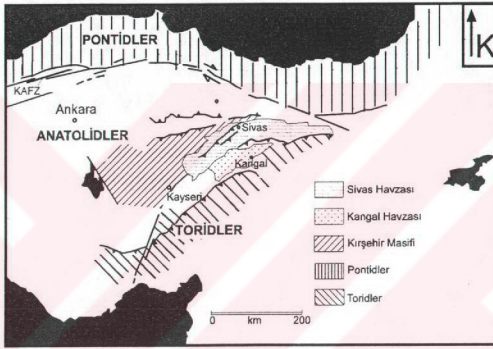 PONTİDLER
K
KAFZ
Ankara
ANATOLİDLER
Sivas
Kangal
Kayseri
TORİDLER
Sivas Havzası
Kangal Havzası
Kırşehir Masifi
Pontidler
Toridler
0 km 200